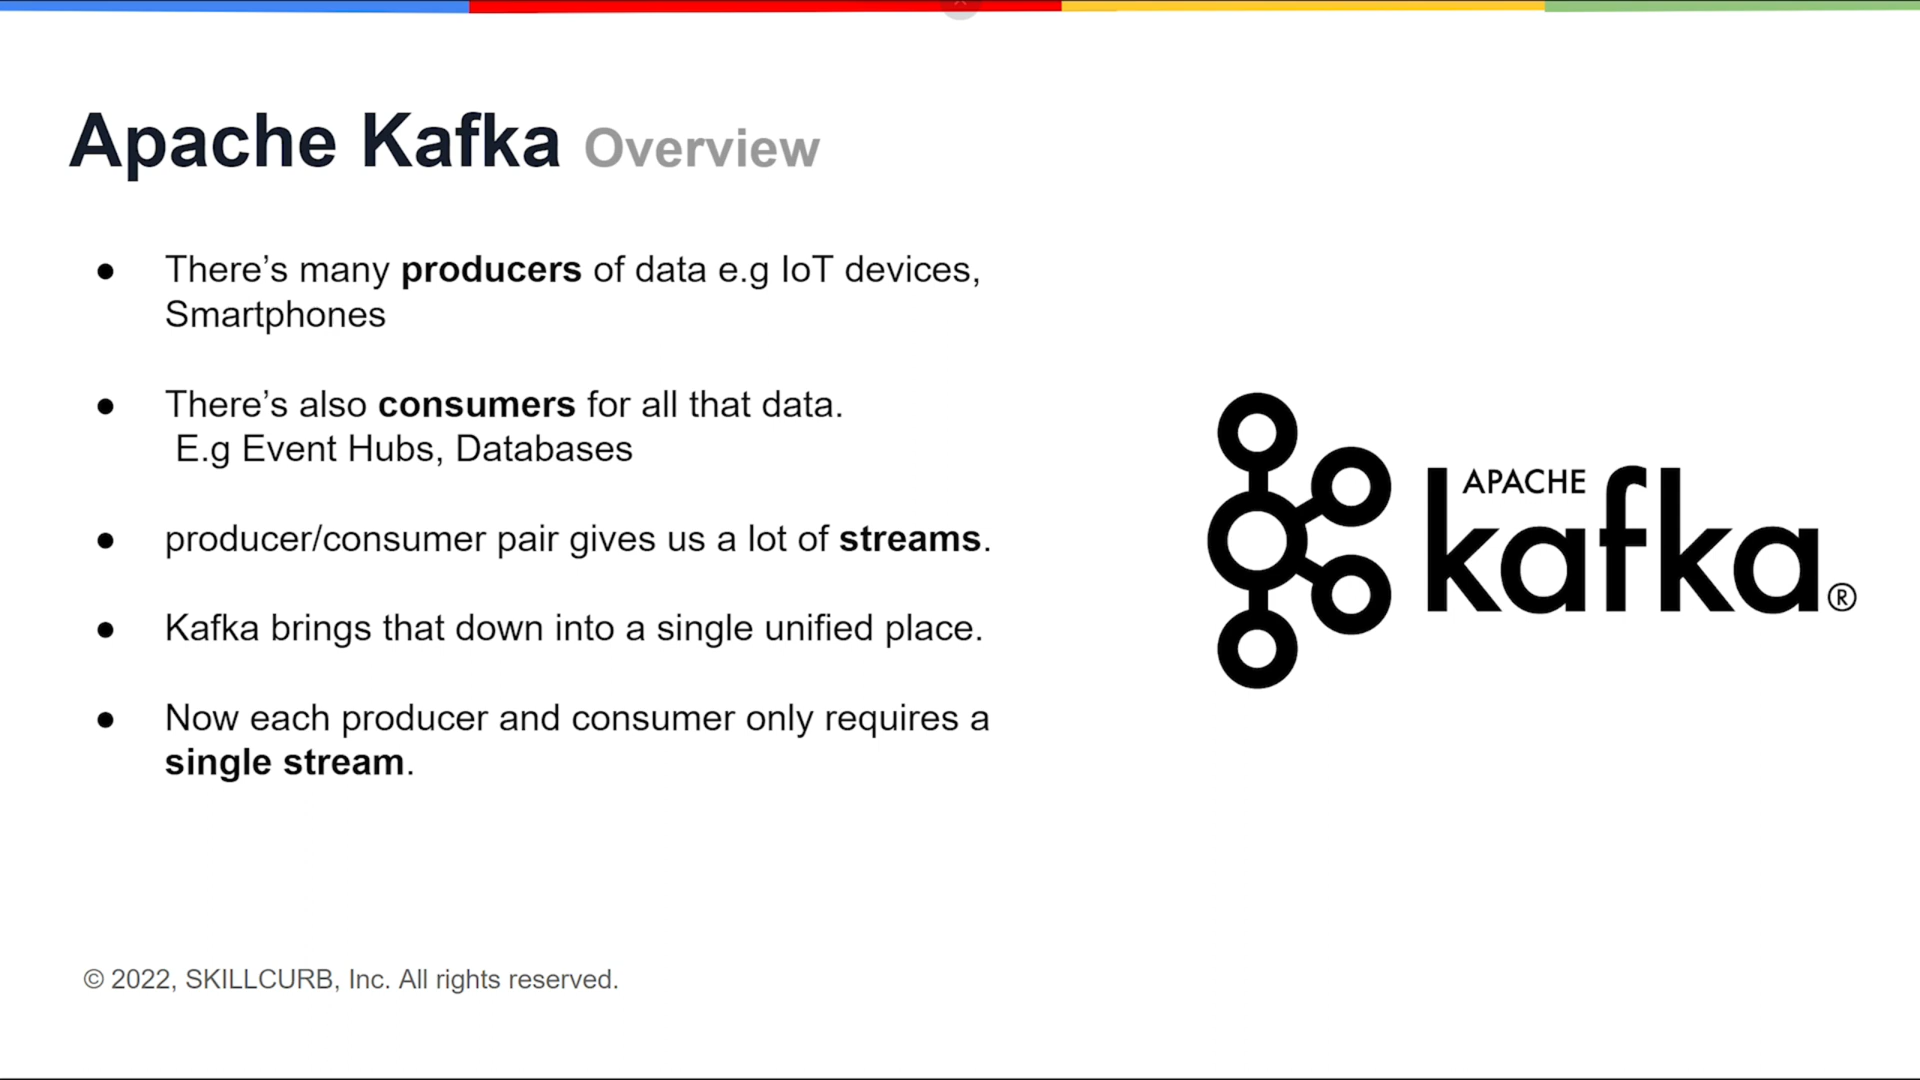 Apache Kafka Overview
● There’s many producers of data e.g IoT devices,
Smartphones
● There’s also consumers for all that data.
E.g Event Hubs, Databases
● producer/consumer pair gives us a lot of streams.
● Kafka brings that down into a single unified place.
● Now each producer and consumer only requires a
single stream.
APACHE
kafka®
© 2022, SKILLCURB, Inc. All rights reserved.